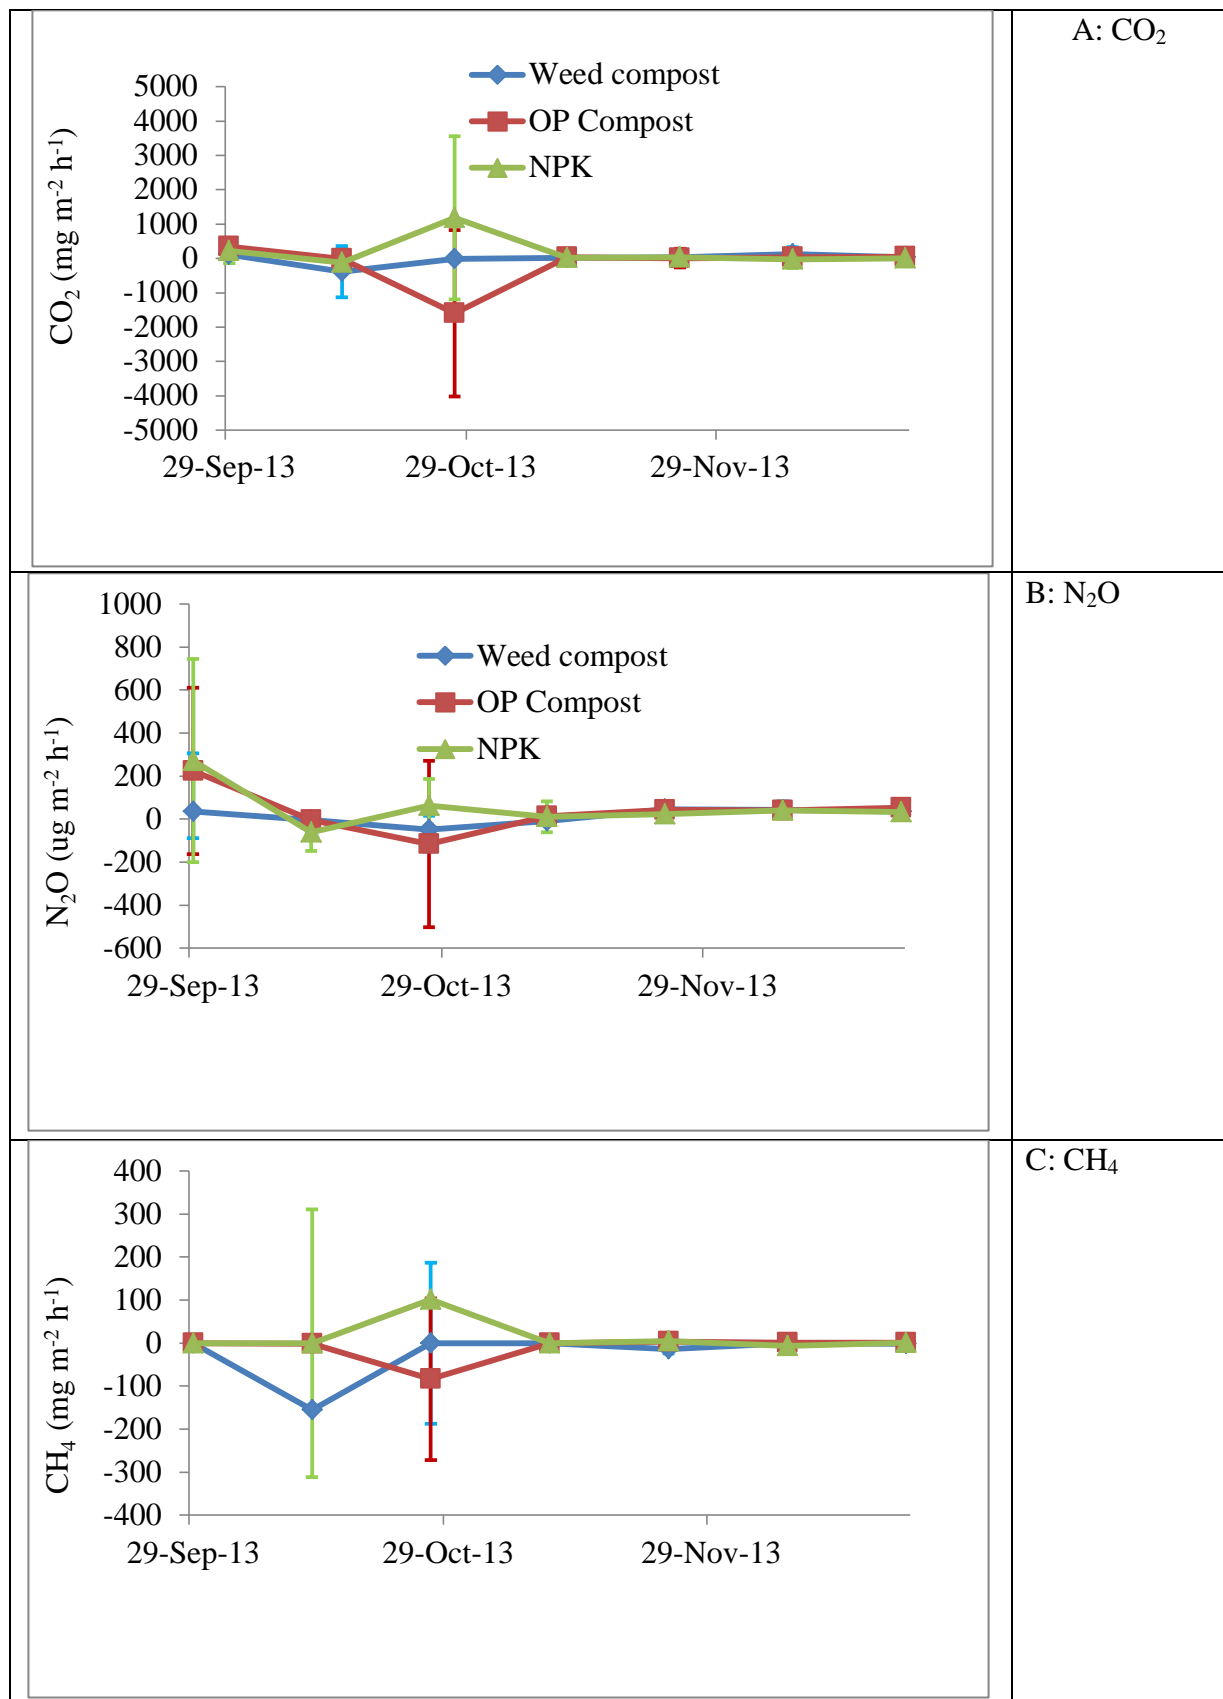 A: CO₂
Weed compost
OP Compost
NPK
CO₂ (mg m⁻² h⁻¹)
5000
4000
3000
2000
1000
0
-1000
-2000
-3000
-4000
-5000
29-Sep-13 29-Oct-13 29-Nov-13
B: N₂O
Weed compost
OP Compost
NPK
N₂O (ug m⁻² h⁻¹)
1000
800
600
400
200
0
-200
-400
-600
29-Sep-13 29-Oct-13 29-Nov-13
C: CH₄
CH₄ (mg m⁻² h⁻¹)
400
300
200
100
0
-100
-200
-300
-400
29-Sep-13 29-Oct-13 29-Nov-13